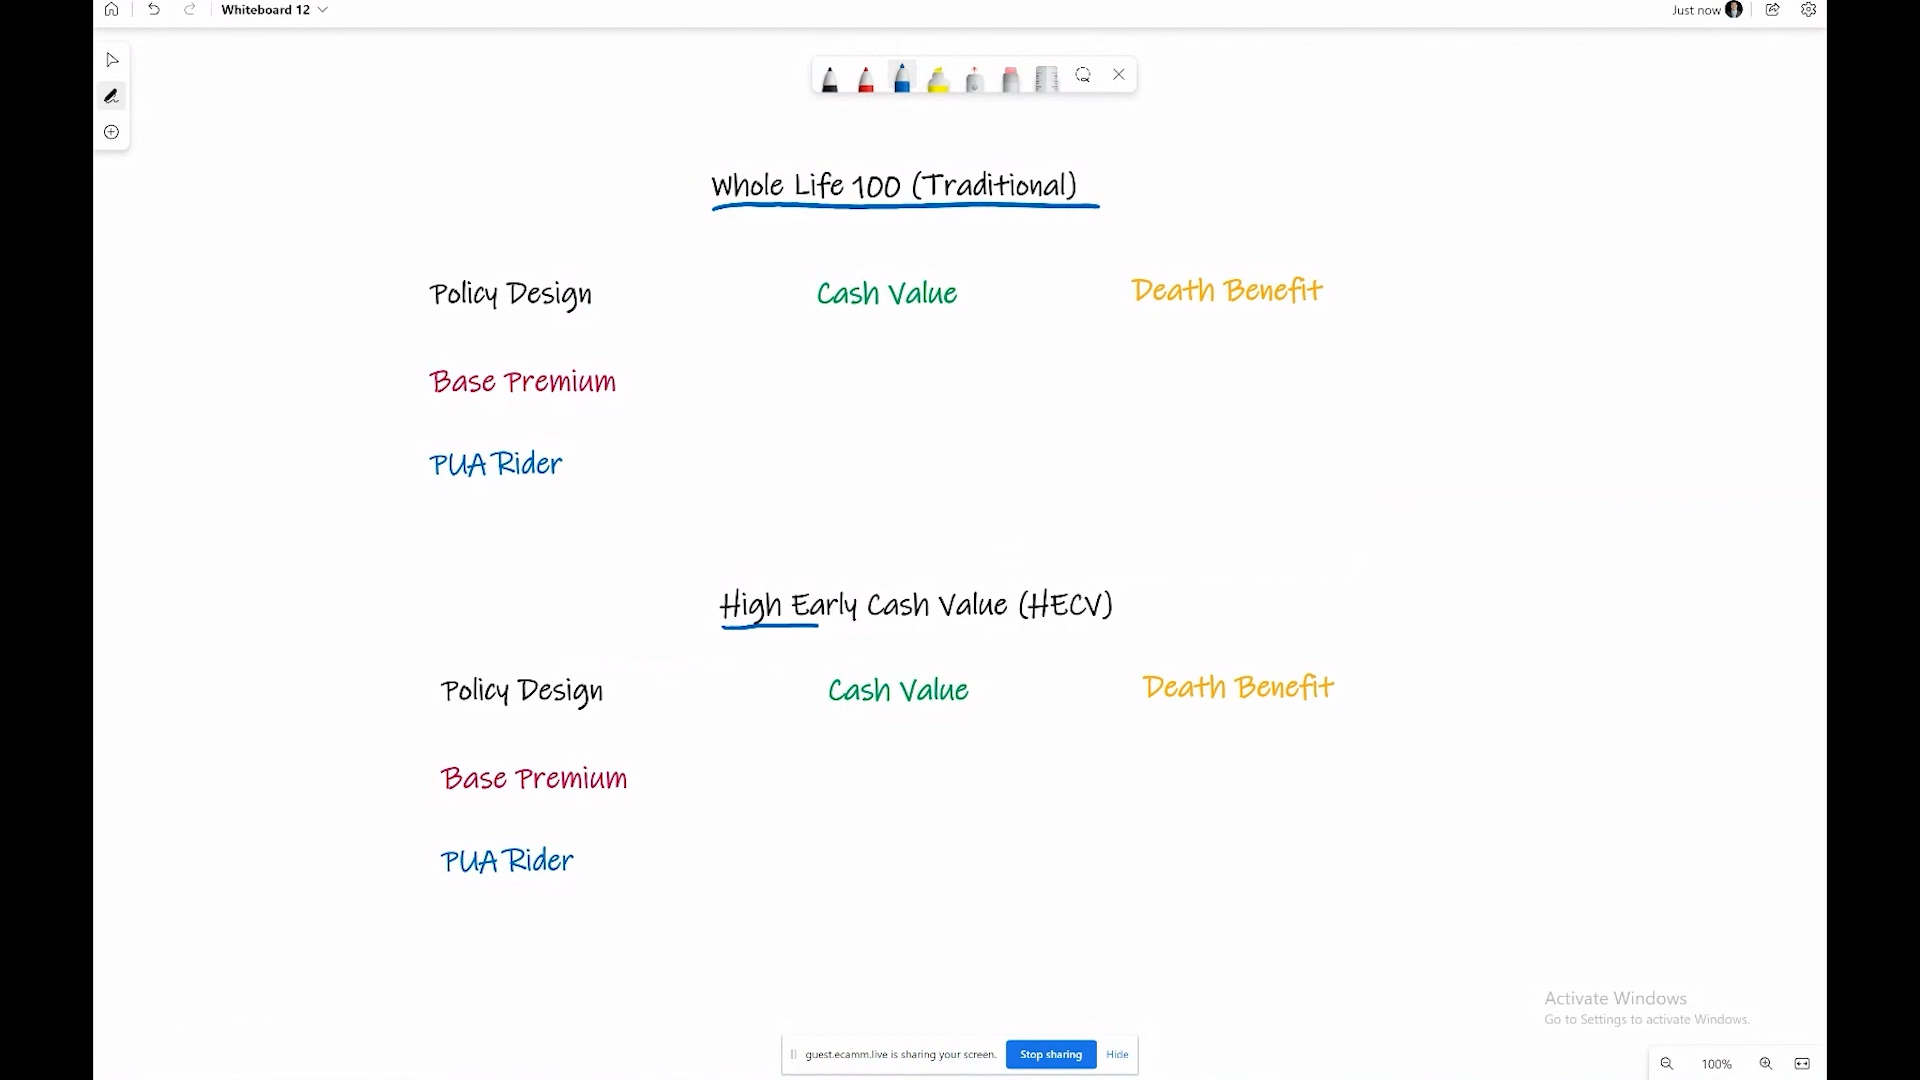 Whiteboard 12
Just now
Whole Life 100 (Traditional)
Policy Design Cash Value Death Benefit
Base Premium
PUA Rider
High Early Cash Value (HECV)
Policy Design Cash Value Death Benefit
Base Premium
PUA Rider
Activate Windows
Go to Settings to activate Windows.
guest.ecamm.live is sharing your screen. Stop sharing Hide
100%